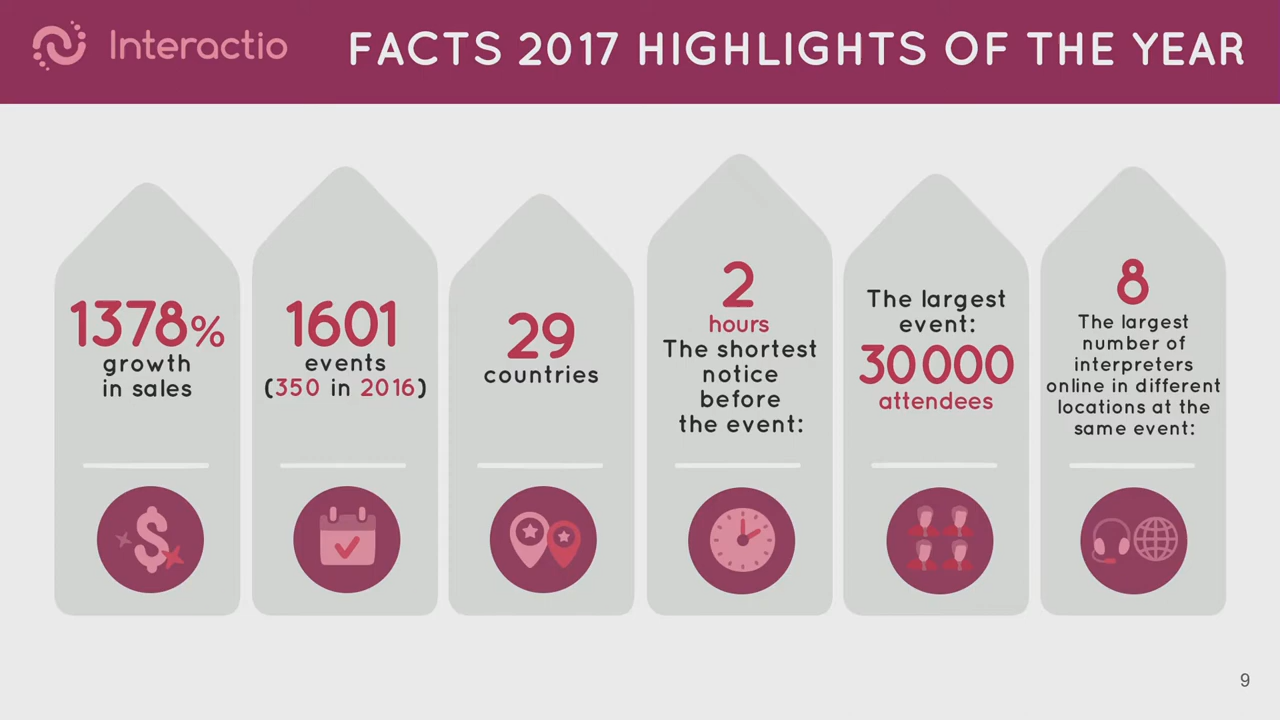 Interactio
FACTS 2017 HIGHLIGHTS OF THE YEAR
1378%
growth
in sales
1601
events
(350 in 2016)
29
countries
2
hours
The shortest
notice
before
the event:
The largest
event:
30 000
attendees
8
The largest
number of
interpreters
online in different
locations at the
same event:
9